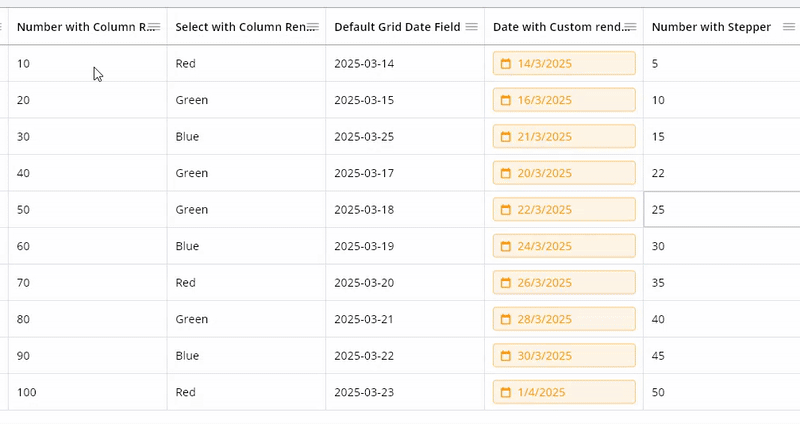 Number with Column R... Select with Column Ren... Default Grid Date Field Date with Custom rend... Number with Stepper
10 Red 2025-03-14 14/3/2025 5
20 Green 2025-03-15 16/3/2025 10
30 Blue 2025-03-25 21/3/2025 15
40 Green 2025-03-17 20/3/2025 22
50 Green 2025-03-18 22/3/2025 25
60 Blue 2025-03-19 24/3/2025 30
70 Red 2025-03-20 26/3/2025 35
80 Green 2025-03-21 28/3/2025 40
90 Blue 2025-03-22 30/3/2025 45
100 Red 2025-03-23 1/4/2025 50